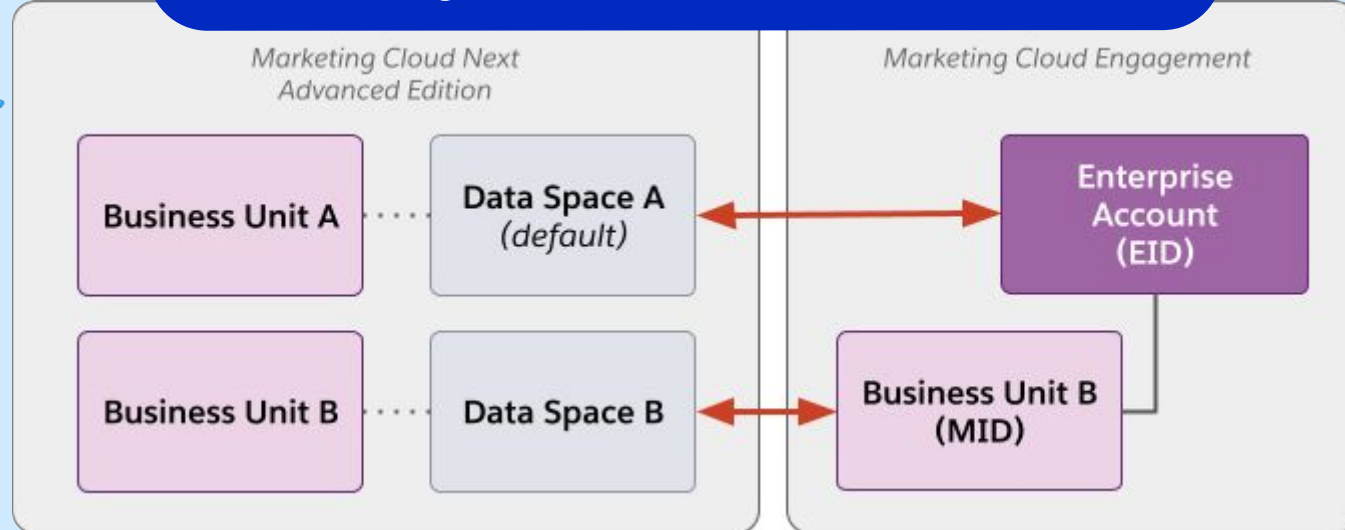 Marketing Cloud Next
Advanced Edition
Marketing Cloud Engagement
Business Unit A
Data Space A
(default)
Enterprise
Account
(EID)
Business Unit B
Data Space B
Business Unit B
(MID)